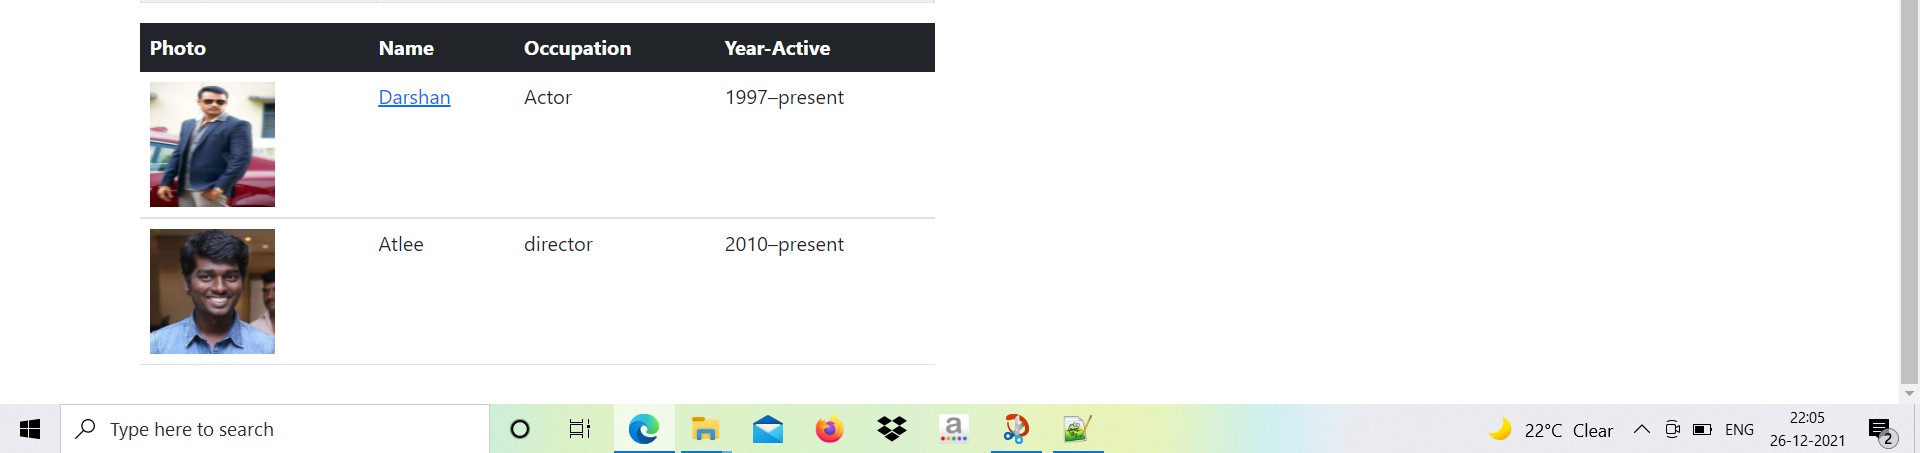 Photo Name Occupation Year-Active
Darshan Actor 1997–present
Atlee director 2010–present
Type here to search
a
22°C Clear
ENG
22:05
26-12-2021
2